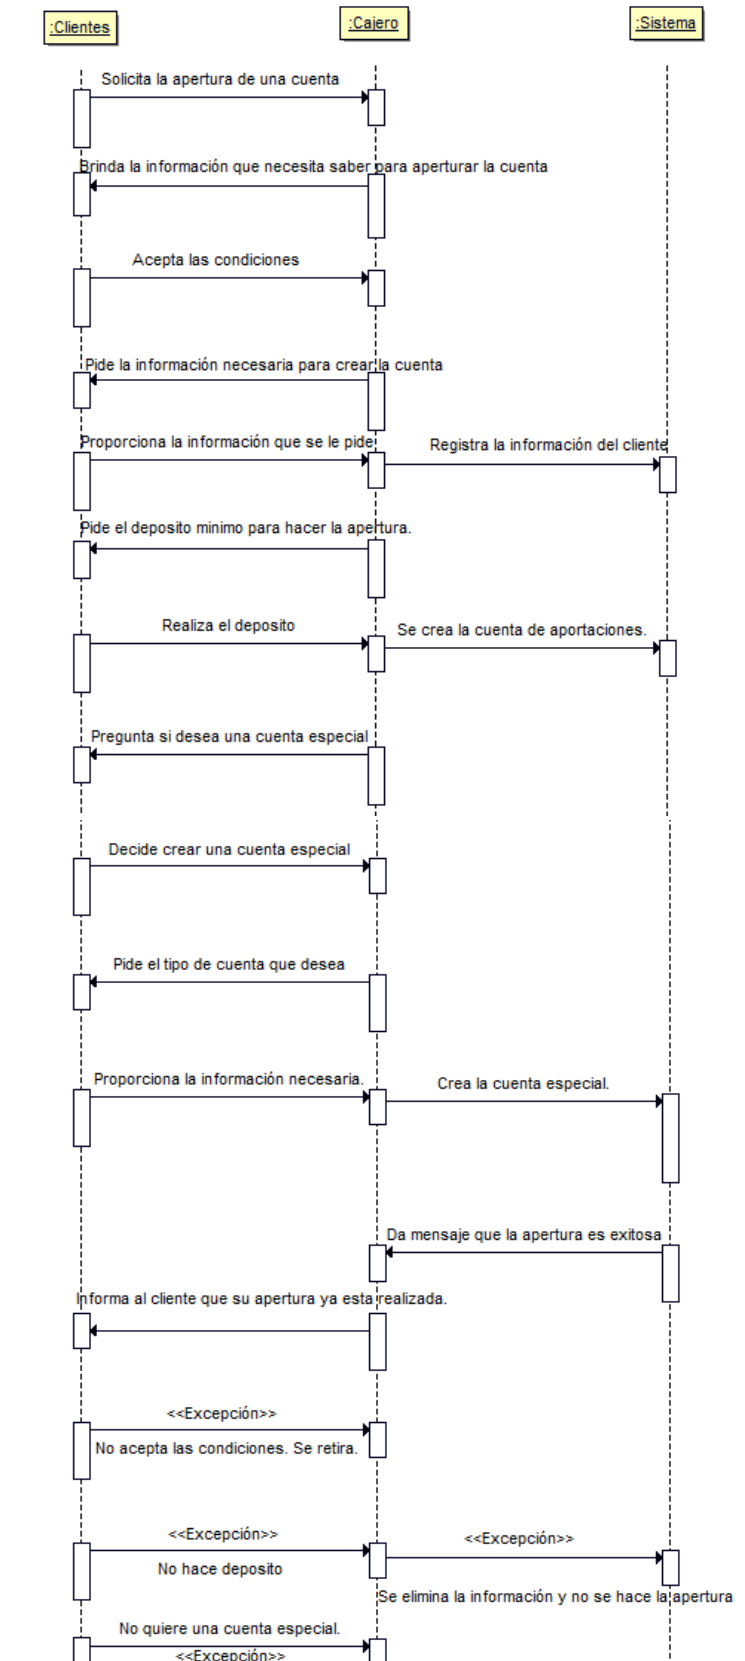 :Clientes
:Cajero
:Sistema
Solicita la apertura de una cuenta
Brinda la información que necesita saber para aperturar la cuenta
Acepta las condiciones
Pide la información necesaria para crear la cuenta
Proporciona la información que se le pide
Registra la información del cliente
Pide el deposito minimo para hacer la apertura.
Realiza el deposito
Se crea la cuenta de aportaciones.
Pregunta si desea una cuenta especial
Decide crear una cuenta especial
Pide el tipo de cuenta que desea
Proporciona la información necesaria.
Crea la cuenta especial.
Da mensaje que la apertura es exitosa
Informa al cliente que su apertura ya esta realizada.
<<Excepción>>
No acepta las condiciones. Se retira.
<<Excepción>>
No hace deposito
<<Excepción>>
Se elimina la información y no se hace la apertura
No quiere una cuenta especial.
<<Excepción>>